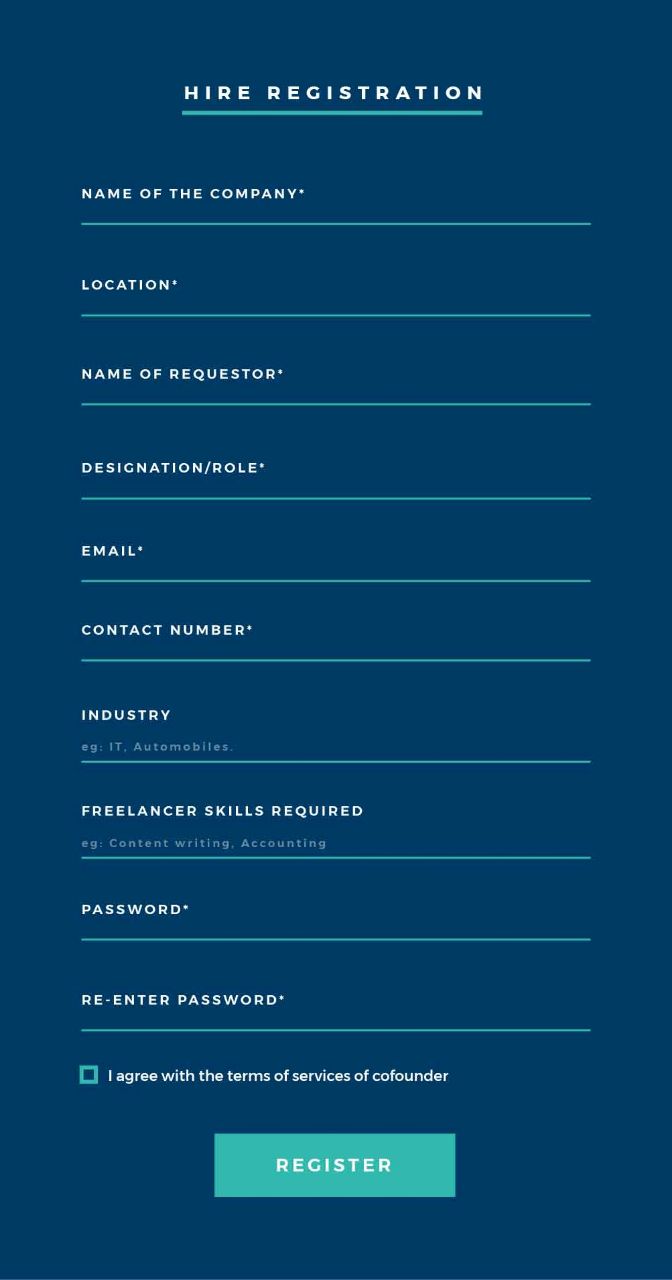 HIRE REGISTRATION
NAME OF THE COMPANY*
LOCATION*
NAME OF REQUESTOR*
DESIGNATION/ROLE*
EMAIL*
CONTACT NUMBER*
INDUSTRY
eg: IT, Automobiles.
FREELANCER SKILLS REQUIRED
eg: Content writing, Accounting
PASSWORD*
RE-ENTER PASSWORD*
I agree with the terms of services of cofounder
REGISTER